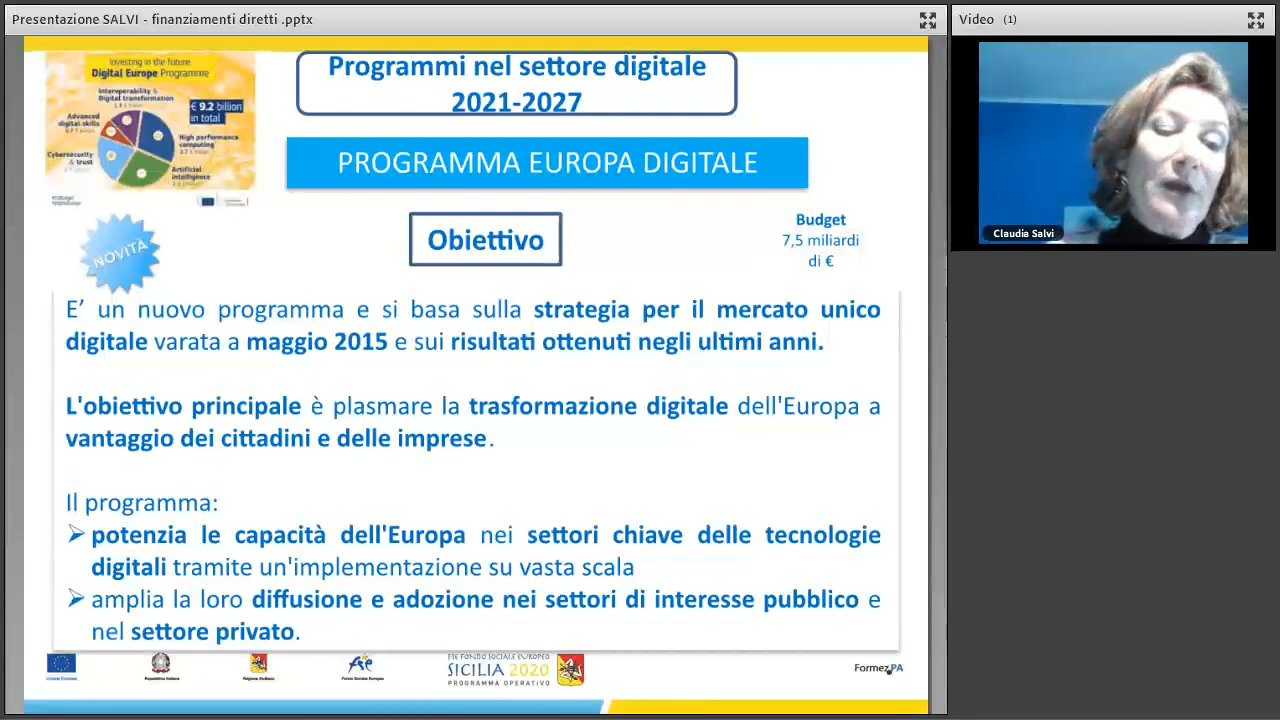 Presentazione SALVI - finanziamenti diretti .pptx
Video (1)
Investing in the future
Digital Europe Programme
Interoperability &
Digital transformation
€ 9.2 billion
in total
Advanced
digital skills
High performance
computing
Cybersecurity
& trust
Artificial
intelligence
Programmi nel settore digitale
2021-2027
PROGRAMMA EUROPA DIGITALE
NOVITÀ
Obiettivo
Budget
7,5 miliardi
di €
Claudia Salvi
E’ un nuovo programma e si basa sulla strategia per il mercato unico
digitale varata a maggio 2015 e sui risultati ottenuti negli ultimi anni.
L'obiettivo principale è plasmare la trasformazione digitale dell'Europa a
vantaggio dei cittadini e delle imprese.
Il programma:
potenzia le capacità dell'Europa nei settori chiave delle tecnologie
digitali tramite un'implementazione su vasta scala
amplia la loro diffusione e adozione nei settori di interesse pubblico e
nel settore privato.
Unione Europea
Repubblica Italiana
Regione Siciliana
fse
Fondo Sociale Europeo
FSE FONDO SOCIALE EUROPEO
SICILIA 2020
PROGRAMMA OPERATIVO
FormezPA